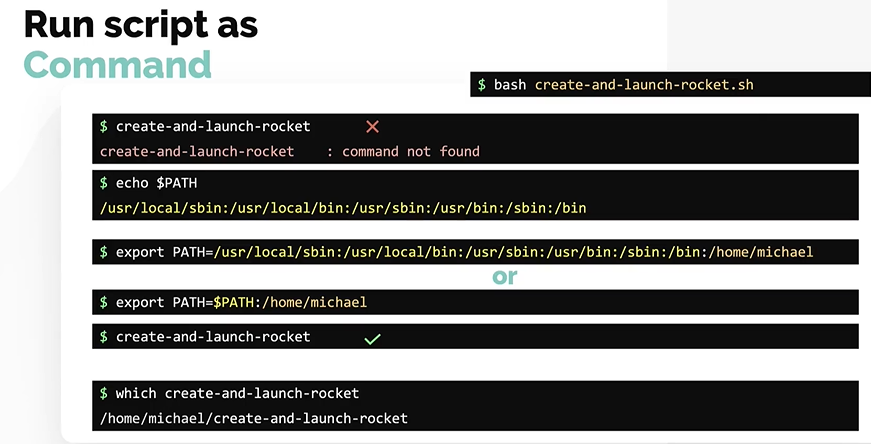 Run script as
Command
$ bash create-and-launch-rocket.sh
$ create-and-launch-rocket ✕
create-and-launch-rocket : command not found
$ echo $PATH
/usr/local/sbin:/usr/local/bin:/usr/sbin:/usr/bin:/sbin:/bin
$ export PATH=/usr/local/sbin:/usr/local/bin:/usr/sbin:/usr/bin:/sbin:/bin:/home/michael
or
$ export PATH=$PATH:/home/michael
$ create-and-launch-rocket ✓
$ which create-and-launch-rocket
/home/michael/create-and-launch-rocket